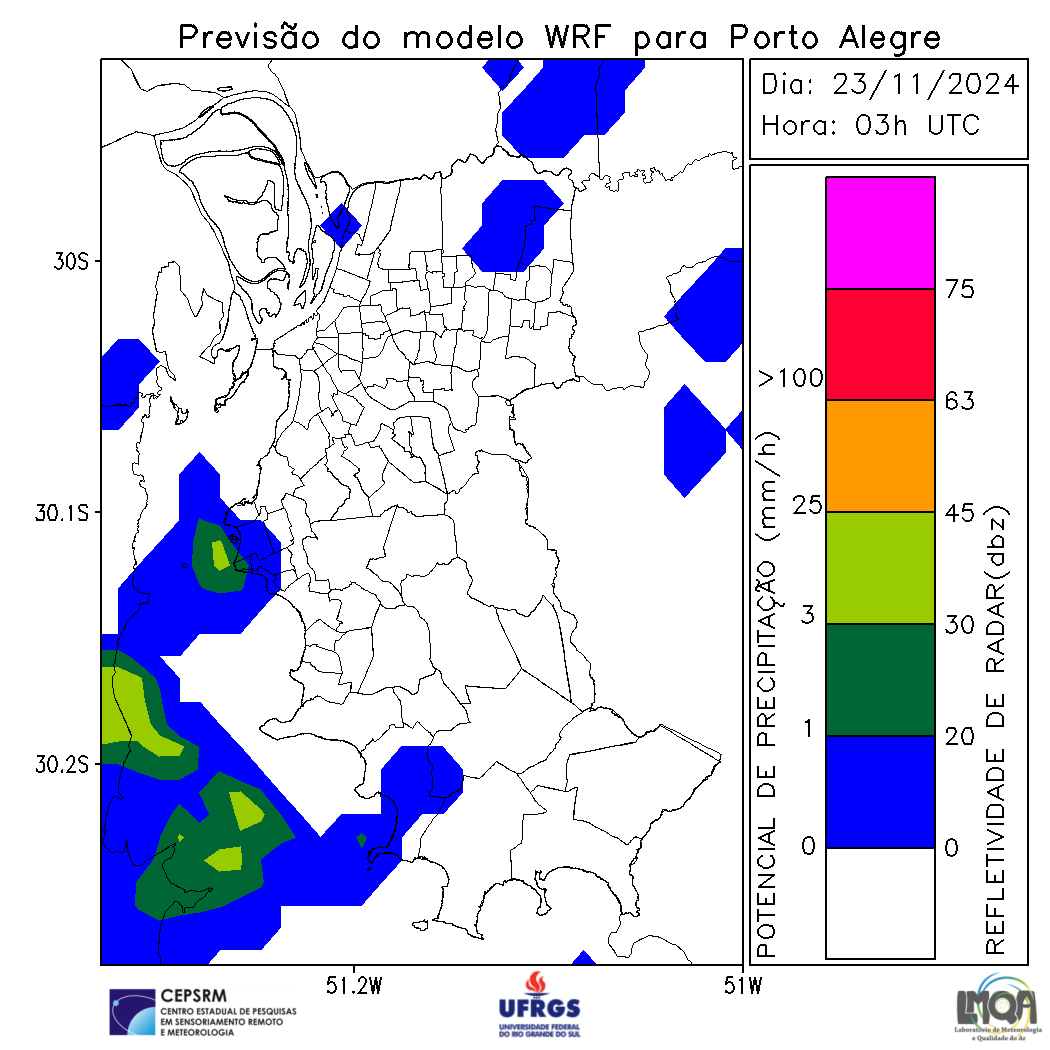 Previsão do modelo WRF para Porto Alegre
Dia: 23/11/2024
Hora: 03h UTC
30S
30.1S
30.2S
51.2W
51W
POTENCIAL DE PRECIPITAÇÃO (mm/h)
>100
25
3
1
0
75
63
45
30
20
0
REFLETIVIDADE DE RADAR(dbz)
CEPSRM
CENTRO ESTADUAL DE PESQUISAS
EM SENSORIAMENTO REMOTO
E METEOROLOGIA
UFRGS
UNIVERSIDADE FEDERAL
DO RIO GRANDE DO SUL
LMQA
Laboratório de Meteorologia
e Qualidade do Ar